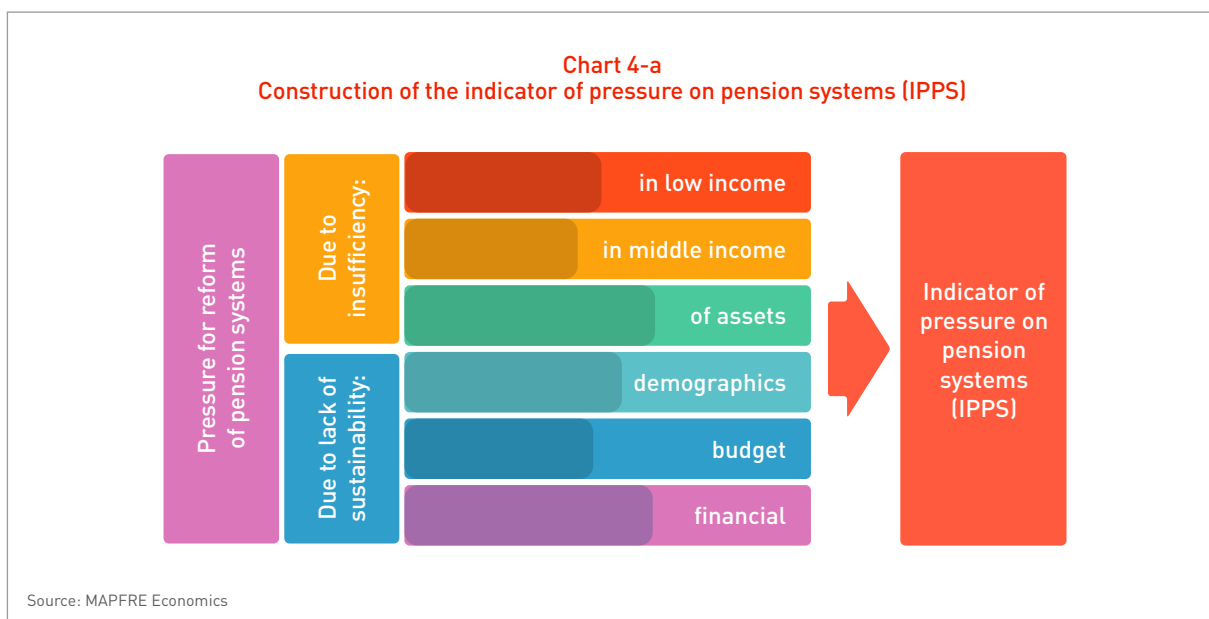 Chart 4-a
Construction of the indicator of pressure on pension systems (IPPS)
Pressure for reform
of pension systems
Due to
insufficiency:
in low income
in middle income
of assets
Due to lack of
sustainability:
demographics
budget
financial
Indicator of
pressure on
pension
systems
(IPPS)
Source: MAPFRE Economics